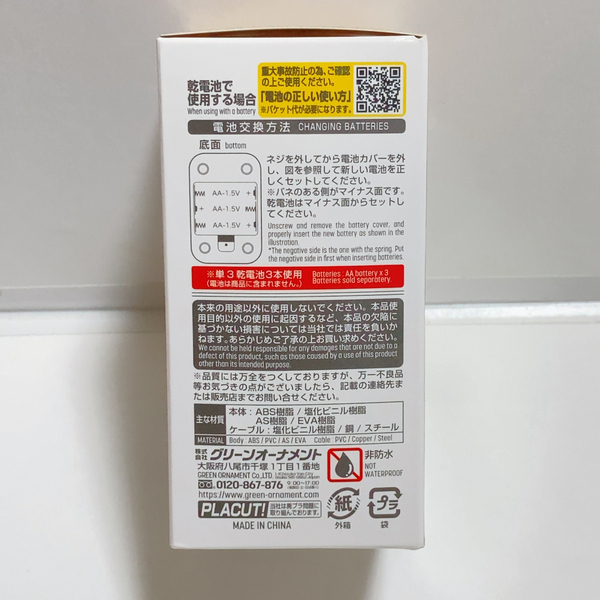 乾電池で
使用する場合
When using with a battery
重大事故防止の為、ご確認
の上ご使用ください。
「電池の正しい使い方」
※パケット代が必要になります。
電池交換方法 CHANGING BATTERIES
底面 bottom
AA-1.5V +
+ AA-1.5V
AA-1.5V +
ネジを外してから電池カバーを外
し、図を参照して新しい電池を正
しくセットしてください。
※バネのある側がマイナス面です。
乾電池はマイナス面からセットし
てください。
Unscrew and remove the battery cover, and
properly insert the new battery as shown in the
illustration.
*The negative side is the one with the spring. Put
the negative side in first when inserting batteries.
※単3乾電池3本使用
(電池は商品に含まれません。)
Batteries : AA battery x 3
Batteries sold separatery
本来の用途以外に使用しないでください。本品使
用目的以外の使用に起因するなど、本品の欠陥に
基づかない損害については当社では責任を負いか
ねます。あらかじめご了承の上お買い求めください。
We cannot be held responsible for any damages that are not due to a
defect of this product, such as those caused by a use of this product
other than its intended purpose.
※品質には万全をつくしておりますが、万一不良品
等お気づきの点がございましたら、記載の連絡先ま
たは販売店までお問い合わせください。
主な材質
MATERIAL
本体：ABS樹脂 / 塩化ビニル樹脂
AS樹脂 / EVA樹脂
ケーブル：塩化ビニル樹脂 / 銅 / スチール
Body : ABS / PVC / AS / EVA Cable : PVC / Copper / Steel
株式会社 グリーンオーナメント
大阪府八尾市千塚1丁目1番地
GREEN ORNAMENT Co.,LTD.
0120-867-876
9:00〜17:00
https://www.green-ornament.com
PLACUT!
当社は廃プラ問題に
取り組んでおります。
MADE IN CHINA
非防水
NOT
WATERPROOF
紙
外箱
プラ
袋